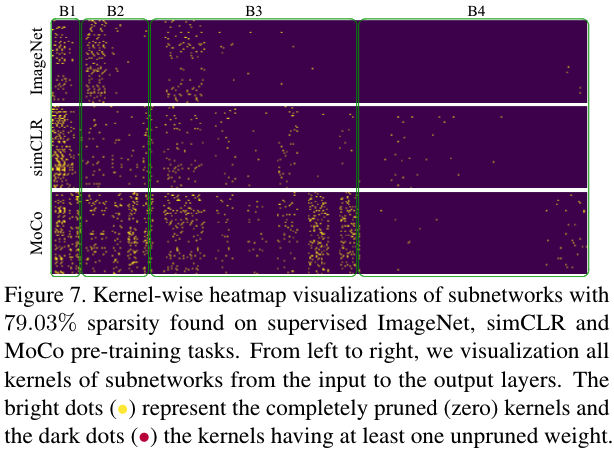 B1 B2 B3 B4
ImageNet
simCLR
MoCo
Figure 7. Kernel-wise heatmap visualizations of subnetworks with
79.03% sparsity found on supervised ImageNet, simCLR and
MoCo pre-training tasks. From left to right, we visualization all
kernels of subnetworks from the input to the output layers. The
bright dots (●) represent the completely pruned (zero) kernels and
the dark dots (●) the kernels having at least one unpruned weight.